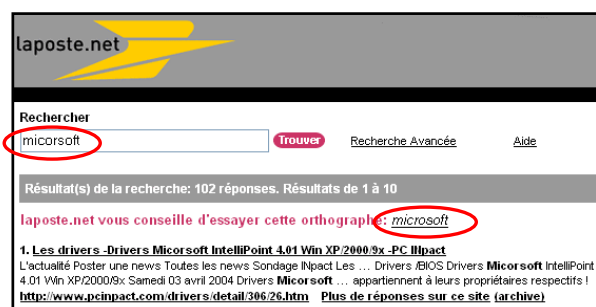 laposte.net
Rechercher
micorsoft Trouver Recherche Avancée Aide
Résultat(s) de la recherche: 102 réponses. Résultats de 1 à 10
laposte.net vous conseille d'essayer cette orthographe: microsoft
1. Les drivers -Drivers Micorsoft IntelliPoint 4.01 Win XP/2000/9x -PC INpact
L'actualité Poster une news Toutes les news Sondage INpact Les ... Drivers /BIOS Drivers Micorsoft IntelliPoint
4.01 Win XP/2000/9x Samedi 03 avril 2004 Drivers Micorsoft ... appartiennent à leurs propriétaires respectifs !
http://www.pcinpact.com/drivers/detail/306/26.htm Plus de réponses sur ce site (archive)